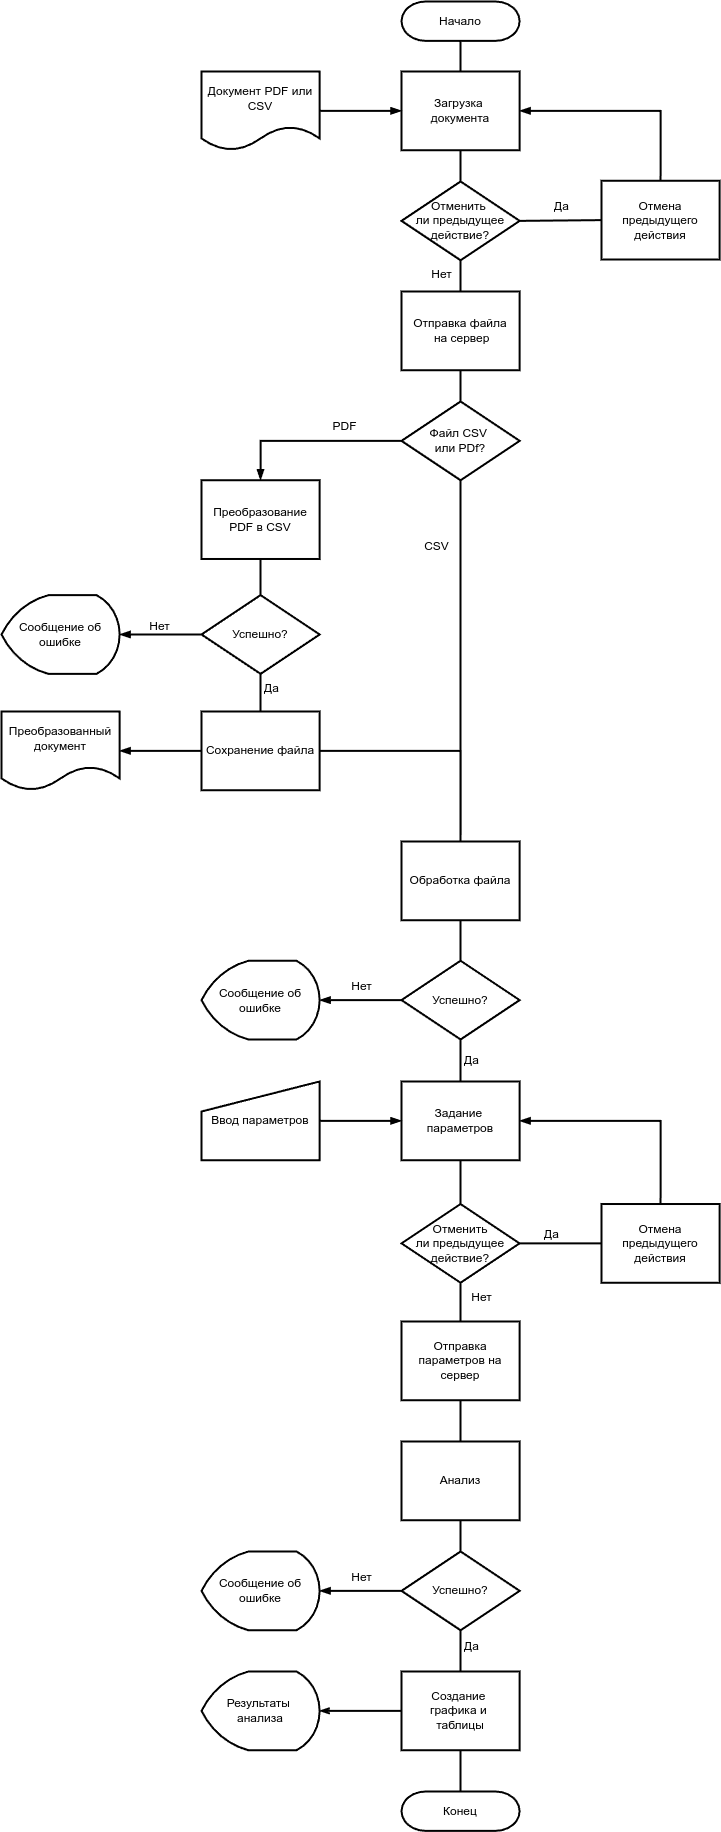 Начало
Документ PDF или
CSV
Загрузка
документа
Отменить
ли предыдущее
действие?
Да
Отмена
предыдущего
действия
Нет
Отправка файла
на сервер
Файл CSV
или PDf?
PDF
CSV
Преобразование
PDF в CSV
Успешно?
Нет
Сообщение об
ошибке
Да
Преобразованный
документ
Сохранение файла
Обработка файла
Успешно?
Нет
Сообщение об
ошибке
Да
Ввод параметров
Задание
параметров
Отменить
ли предыдущее
действие?
Да
Отмена
предыдущего
действия
Нет
Отправка
параметров на
сервер
Анализ
Успешно?
Нет
Сообщение об
ошибке
Да
Результаты
анализа
Создание
графика и
таблицы
Конец